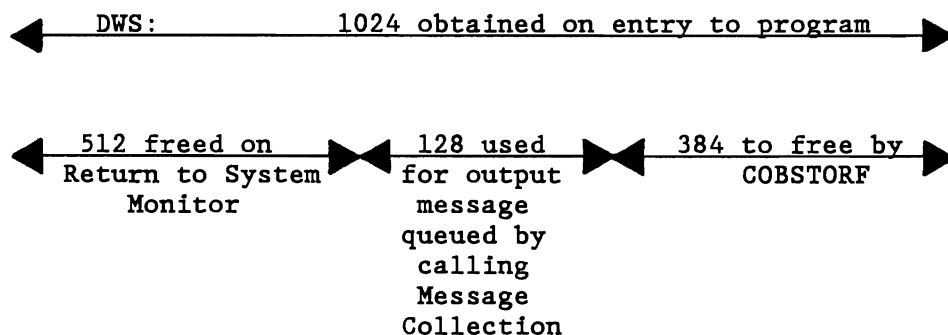 DWS: 1024 obtained on entry to program
512 freed on
Return to System
Monitor
128 used
for output
message
queued by
calling
Message
Collection
384 to free by
COBSTORF